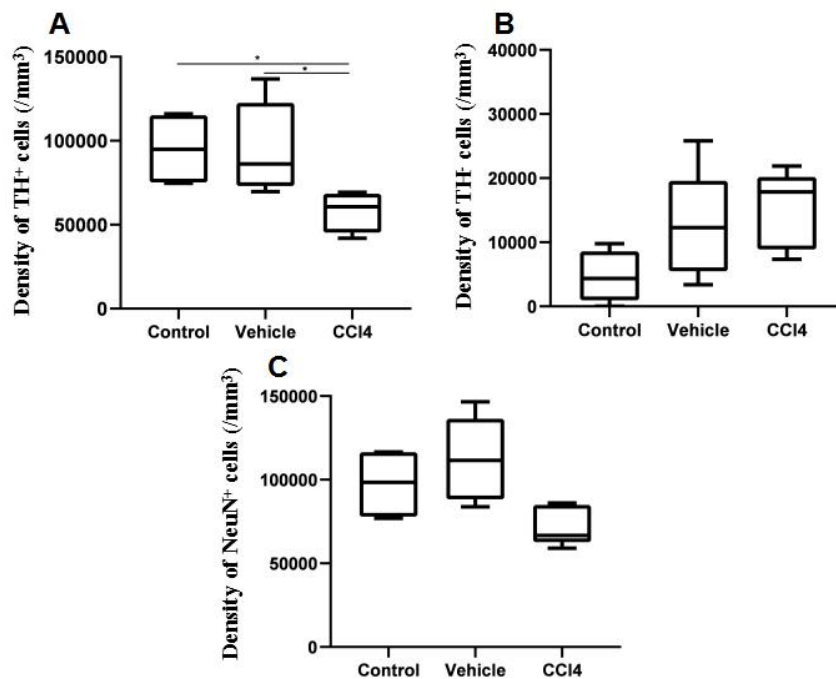 A
Density of TH⁺ cells (/mm³)
150000
100000
50000
0
*
*
Control Vehicle CCl4
B
Density of TH⁻ cells (/mm³)
40000
30000
20000
10000
0
Control Vehicle CCl4
C
Density of NeuN⁺ cells (/mm³)
150000
100000
50000
0
Control Vehicle CCl4